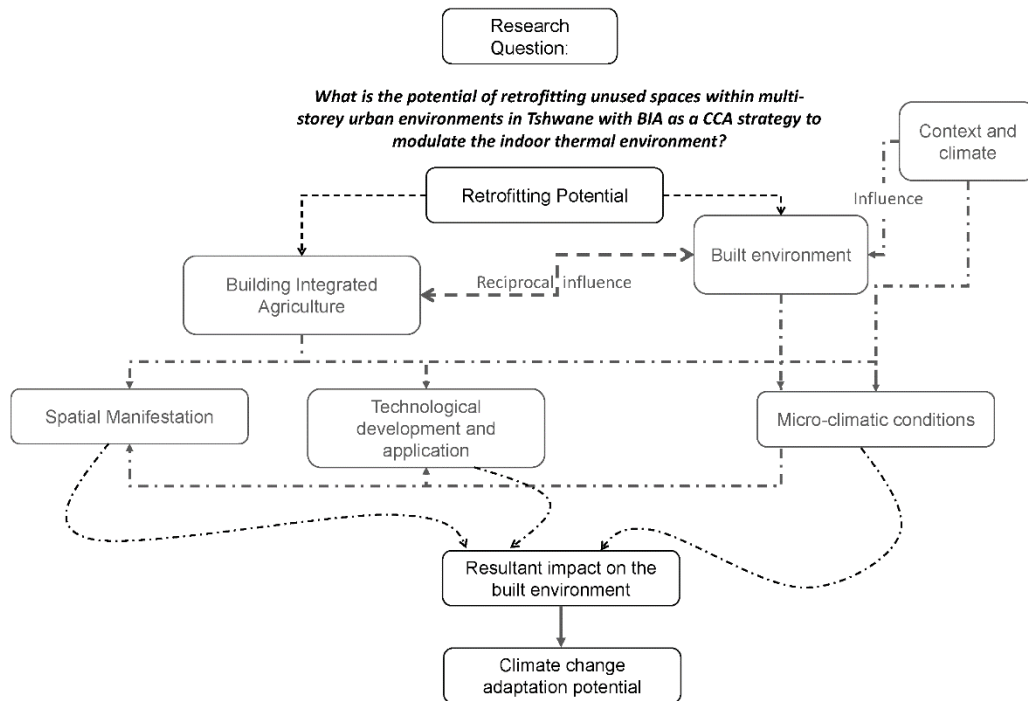 Research
Question:
What is the potential of retrofitting unused spaces within multi-
storey urban environments in Tshwane with BIA as a CCA strategy to
modulate the indoor thermal environment?
Context and
climate
Retrofitting Potential
Influence
Built environment
Building Integrated
Agriculture
Reciprocal influence
Spatial Manifestation
Technological
development and
application
Micro-climatic conditions
Resultant impact on the
built environment
Climate change
adaptation potential